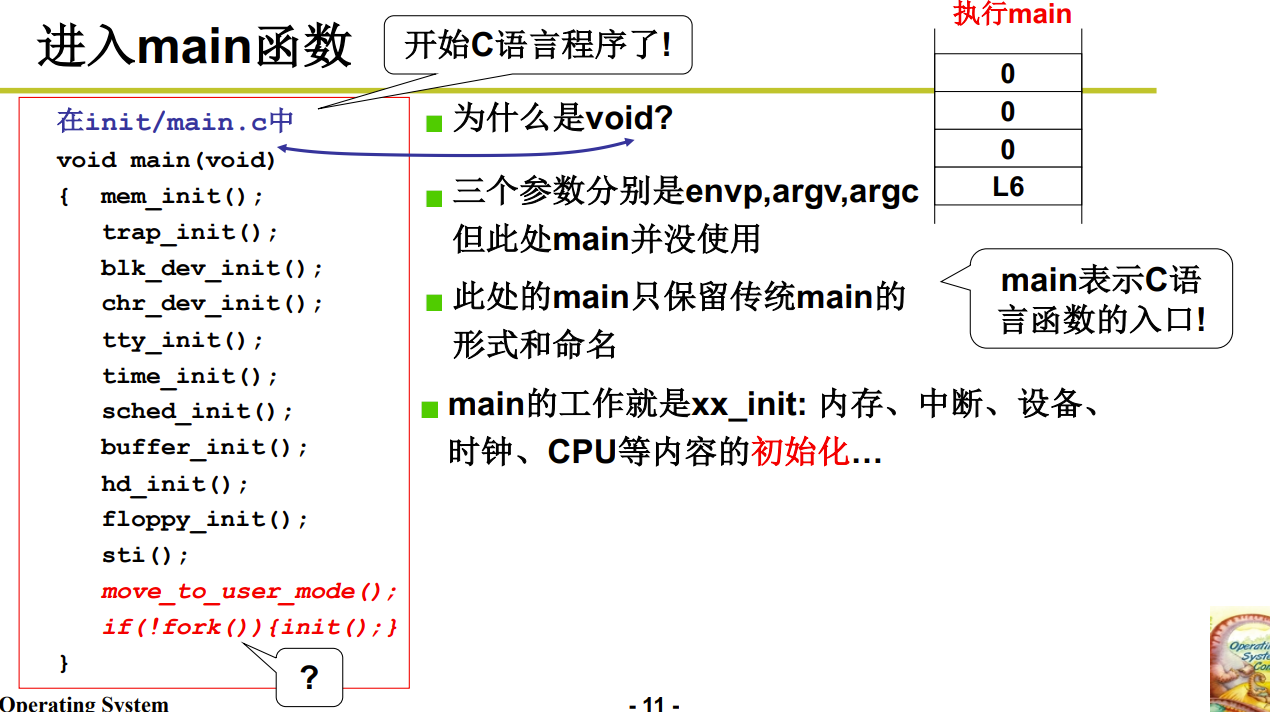 进入main函数
开始C语言程序了!
执行main
0
0
0
L6
在init/main.c中
void main(void)
{ mem_init();
trap_init();
blk_dev_init();
chr_dev_init();
tty_init();
time_init();
sched_init();
buffer_init();
hd_init();
floppy_init();
sti();
move_to_user_mode();
if(!fork()){init();}
}
?
为什么是void?
三个参数分别是envp,argv,argc
但此处main并没使用
此处的main只保留传统main的
形式和命名
main表示C语
言函数的入口!
main的工作就是xx_init: 内存、中断、设备、
时钟、CPU等内容的初始化…
Operating System
- 11 -